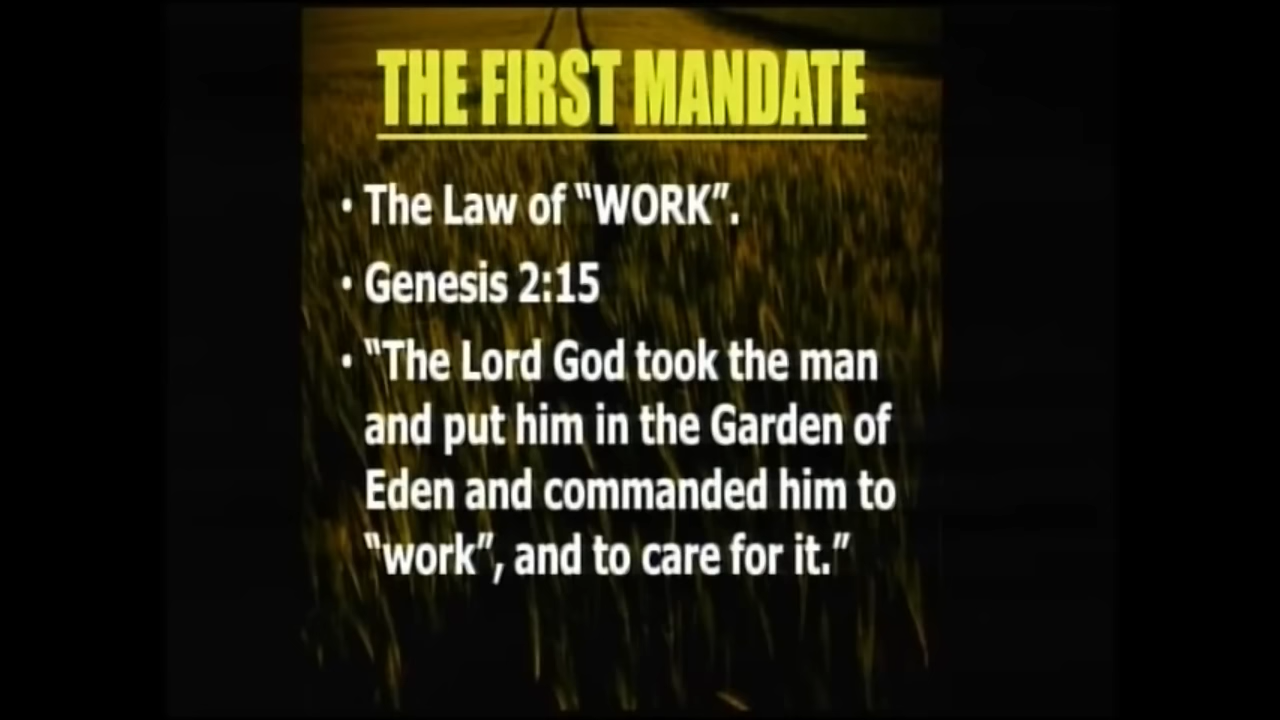 THE FIRST MANDATE
• The Law of “WORK”.
• Genesis 2:15
• “The Lord God took the man
and put him in the Garden of
Eden and commanded him to
“work”, and to care for it.”